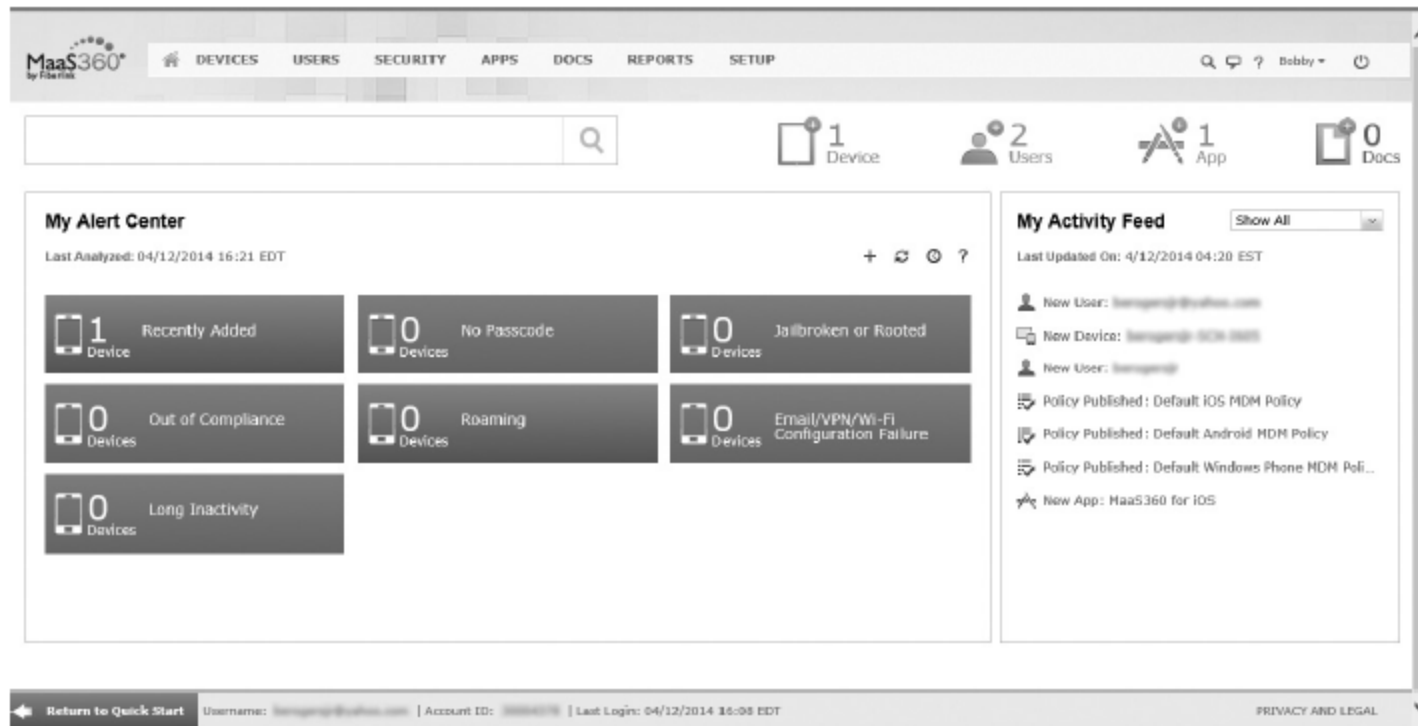 MaaS360
by Fiberlink
DEVICES USERS SECURITY APPS DOCS REPORTS SETUP
? Bobby
1 Device
2 Users
1 App
0 Docs
My Alert Center
Last Analyzed: 04/12/2014 16:21 EDT
+ ?
1 Device Recently Added
0 Devices No Passcode
0 Devices Jailbroken or Rooted
0 Devices Out of Compliance
0 Devices Roaming
0 Devices Email/VPN/Wi-Fi
Configuration Failure
0 Devices Long Inactivity
My Activity Feed
Show All
Last Updated On: 4/12/2014 04:20 EST
New User:
New Device:
New User:
Policy Published: Default iOS MDM Policy
Policy Published: Default Android MDM Policy
Policy Published: Default Windows Phone MDM Poli...
New App: MaaS360 for iOS
Return to Quick Start
Username: | Account ID: | Last Login: 04/12/2014 16:08 EDT
PRIVACY AND LEGAL